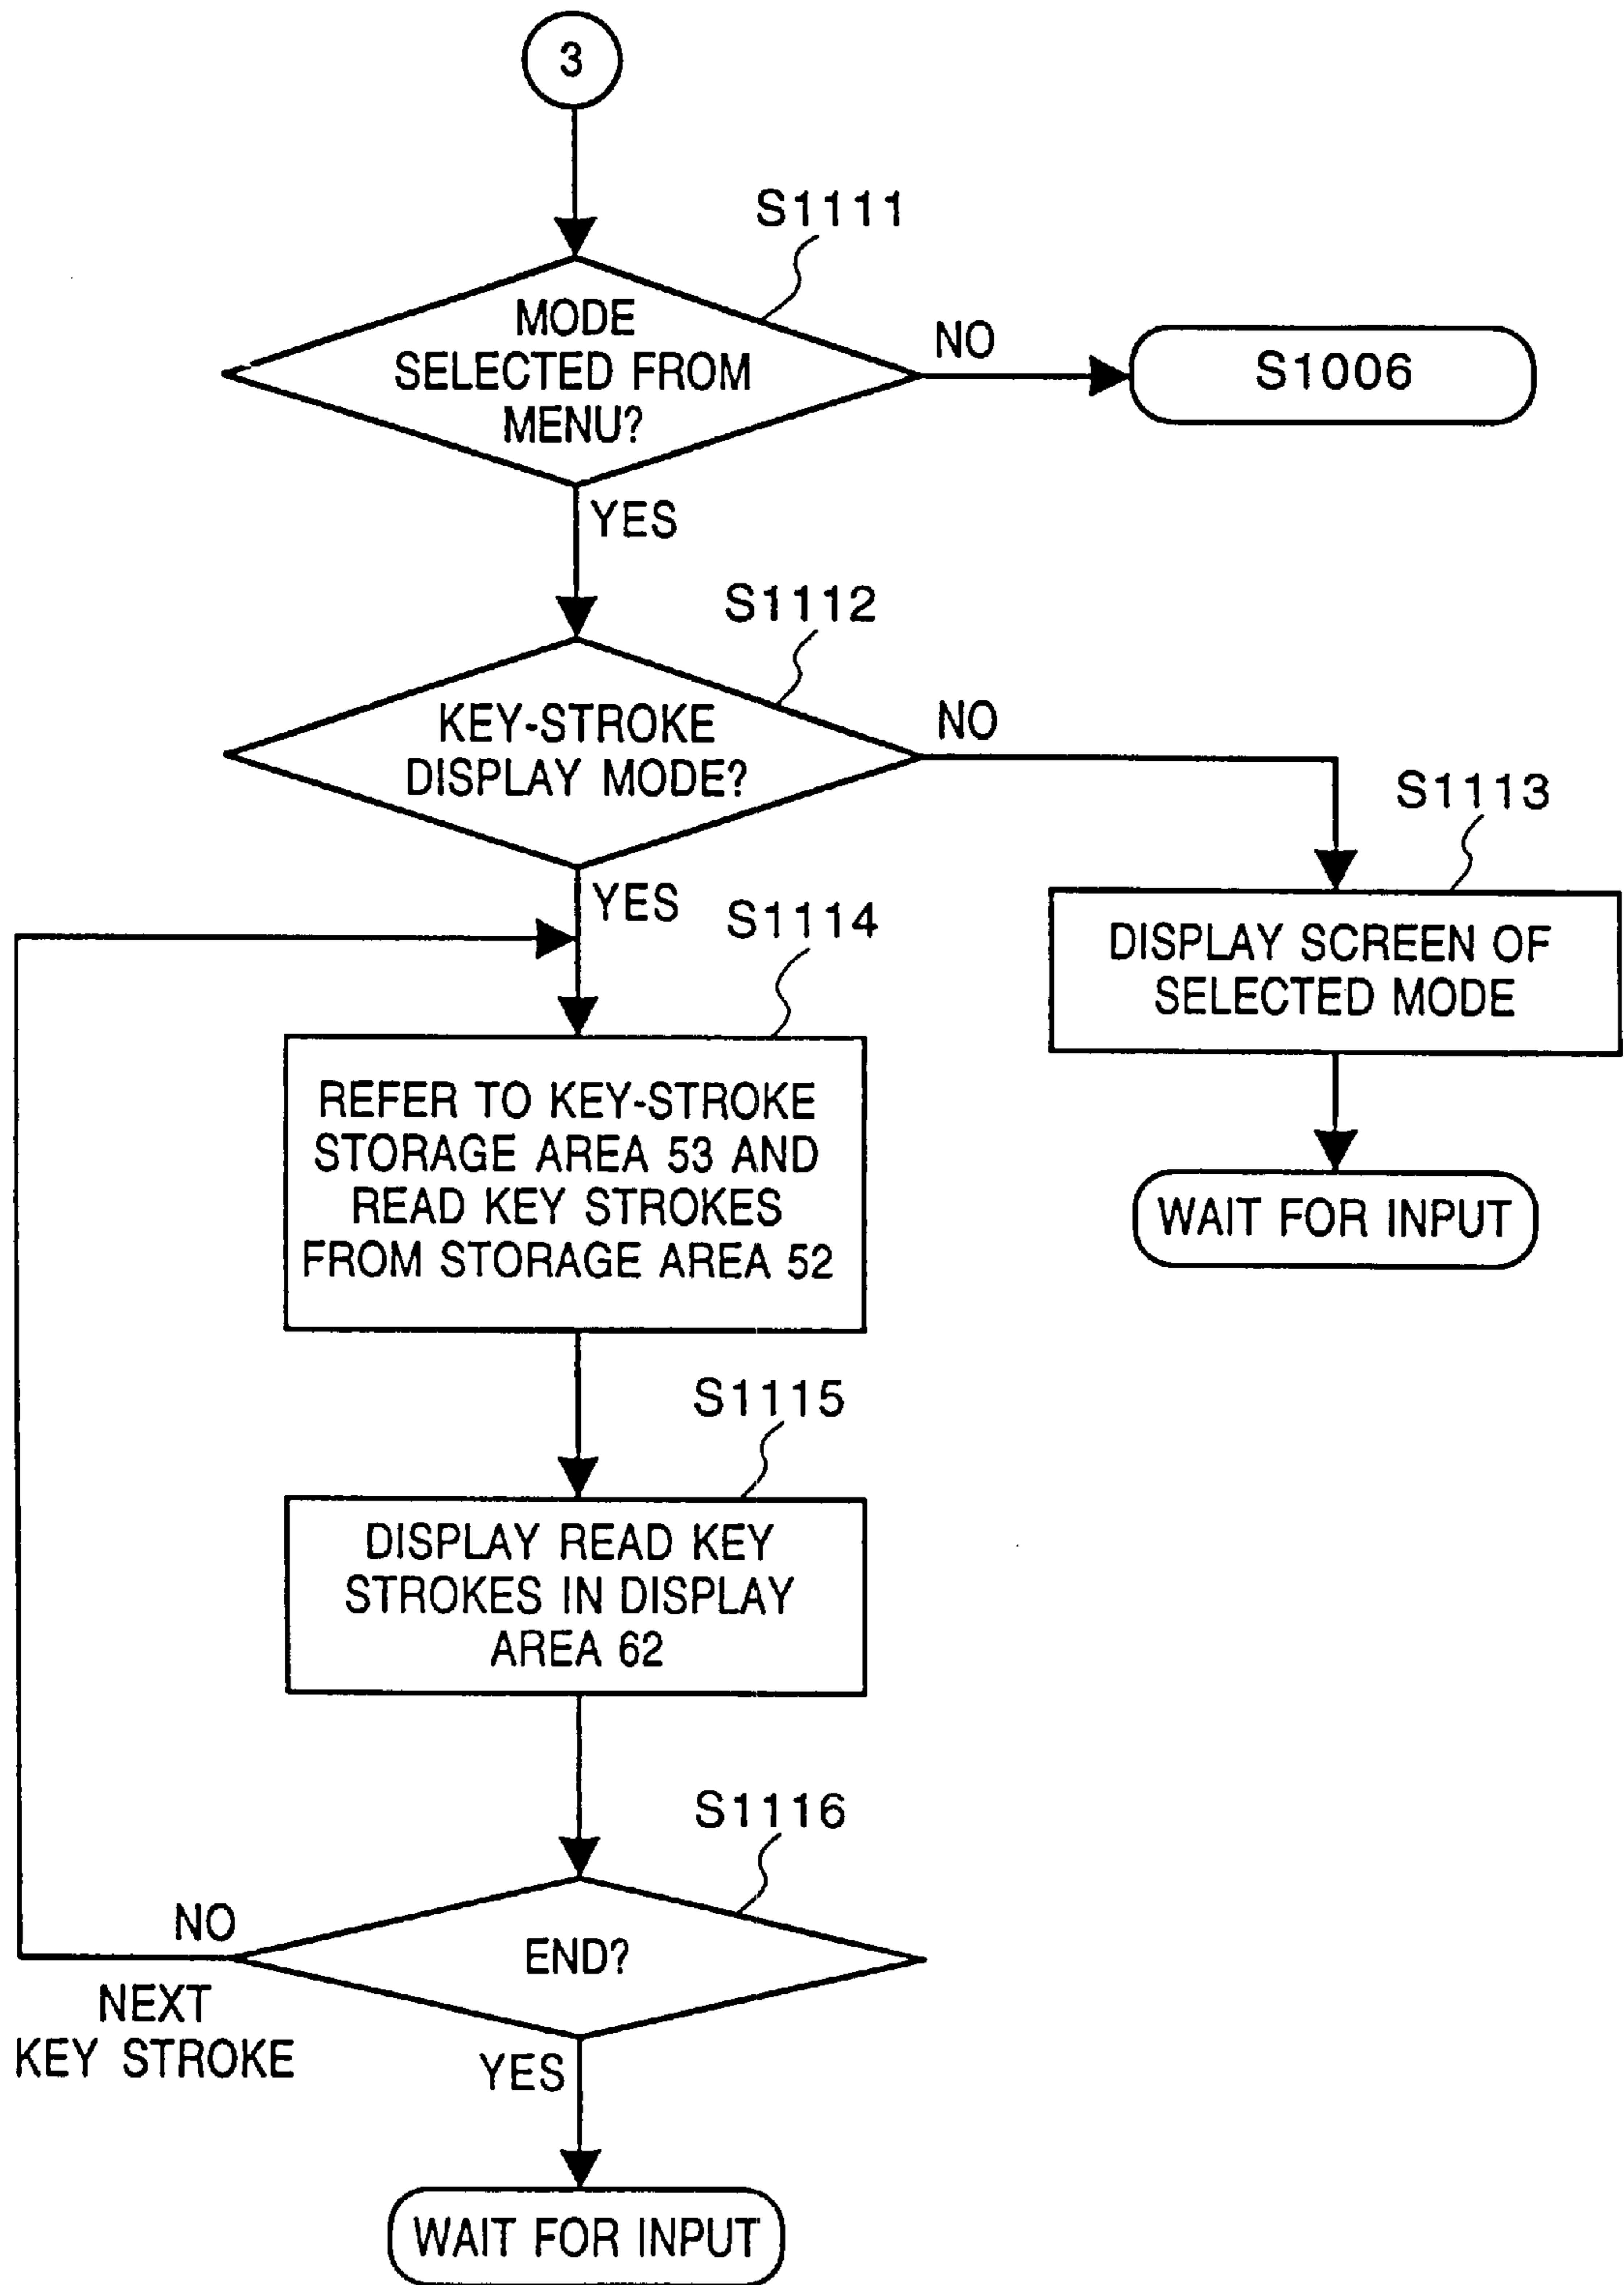 3
S1111
MODE
SELECTED FROM
MENU?
NO
S1006
YES
S1112
KEY-STROKE
DISPLAY MODE?
NO
S1113
YES
S1114
DISPLAY SCREEN OF
SELECTED MODE
REFER TO KEY-STROKE
STORAGE AREA 53 AND
READ KEY STROKES
FROM STORAGE AREA 52
WAIT FOR INPUT
S1115
DISPLAY READ KEY
STROKES IN DISPLAY
AREA 62
S1116
NO
END?
NEXT
KEY STROKE
YES
WAIT FOR INPUT